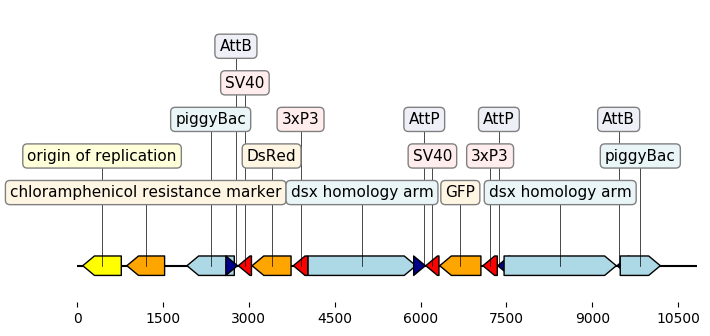 AttB
SV40
piggyBac 3xP3 AttP AttP AttB
origin of replication DsRed SV40 3xP3 piggyBac
chloramphenicol resistance marker dsx homology arm GFP dsx homology arm
0 1500 3000 4500 6000 7500 9000 10500